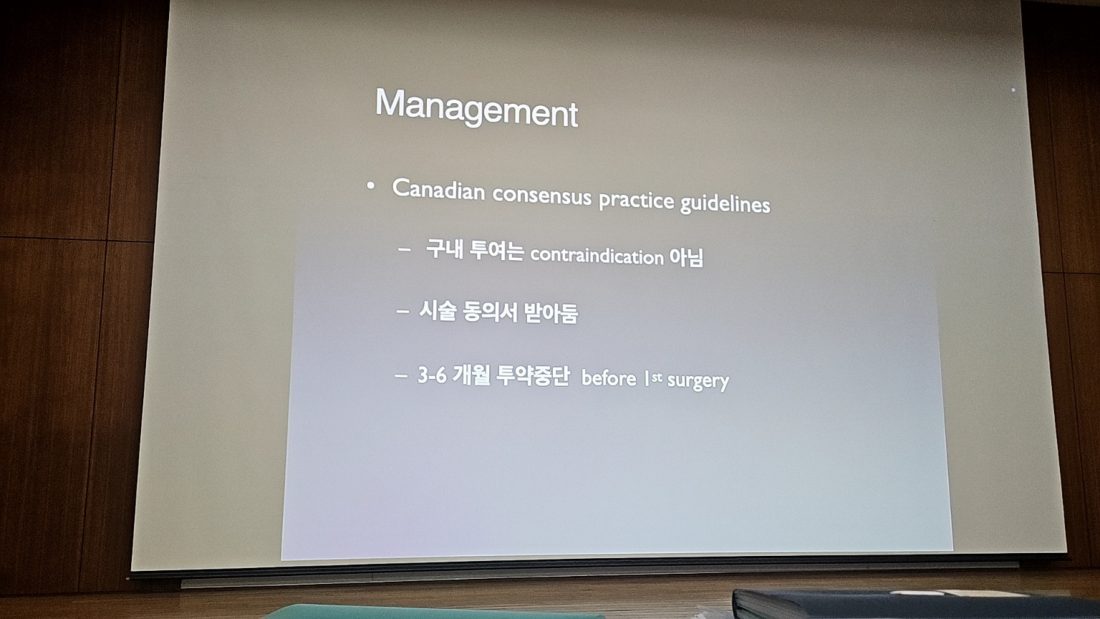 Management
• Canadian consensus practice guidelines
– 구내 투여는 contraindication 아님
– 시술 동의서 받아둠
– 3-6 개월 투약중단 before 1st surgery